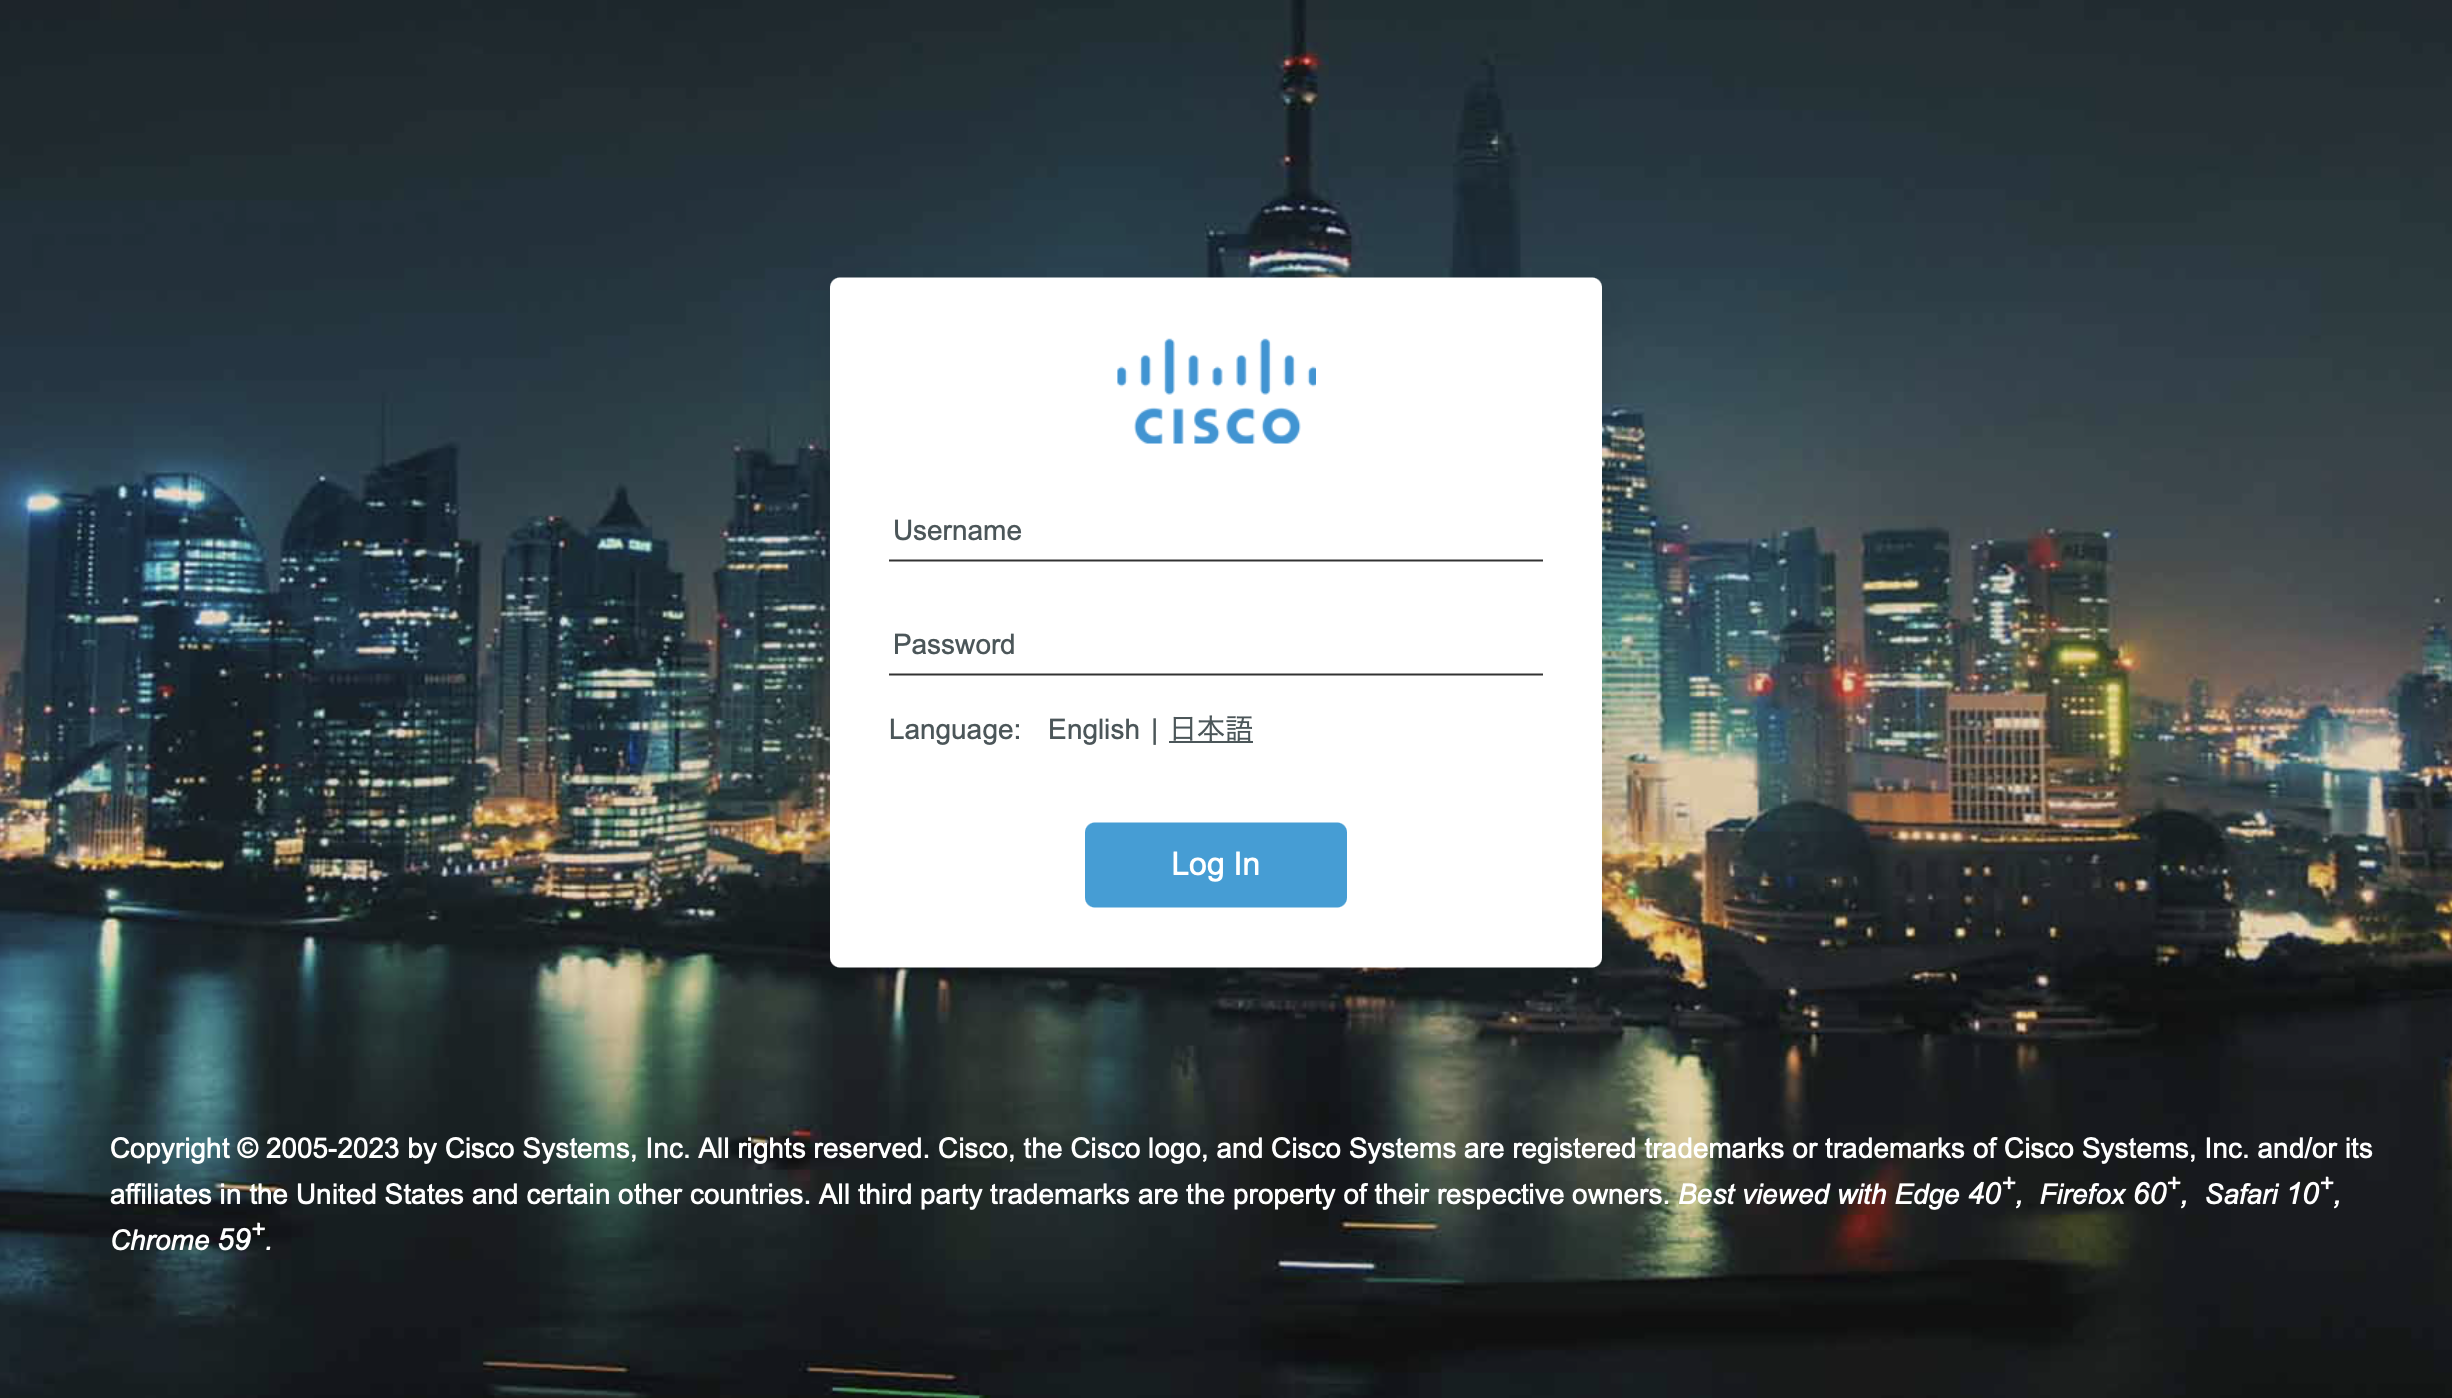 CISCO
Username
Password
Language: English | 日本語
Log In
Copyright © 2005-2023 by Cisco Systems, Inc. All rights reserved. Cisco, the Cisco logo, and Cisco Systems are registered trademarks or trademarks of Cisco Systems, Inc. and/or its
affiliates in the United States and certain other countries. All third party trademarks are the property of their respective owners. Best viewed with Edge 40+, Firefox 60+, Safari 10+,
Chrome 59+.